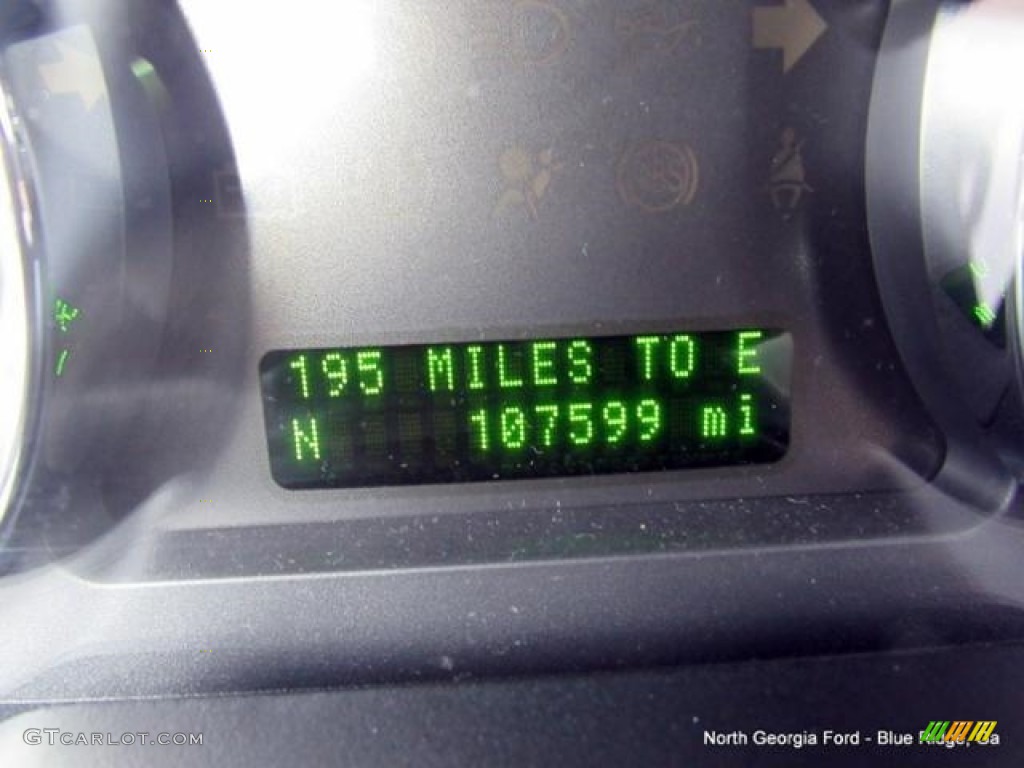 195 MILES TO E
N 107599 mi
GTCARLOT.COM
North Georgia Ford - Blue Ridge, Ga